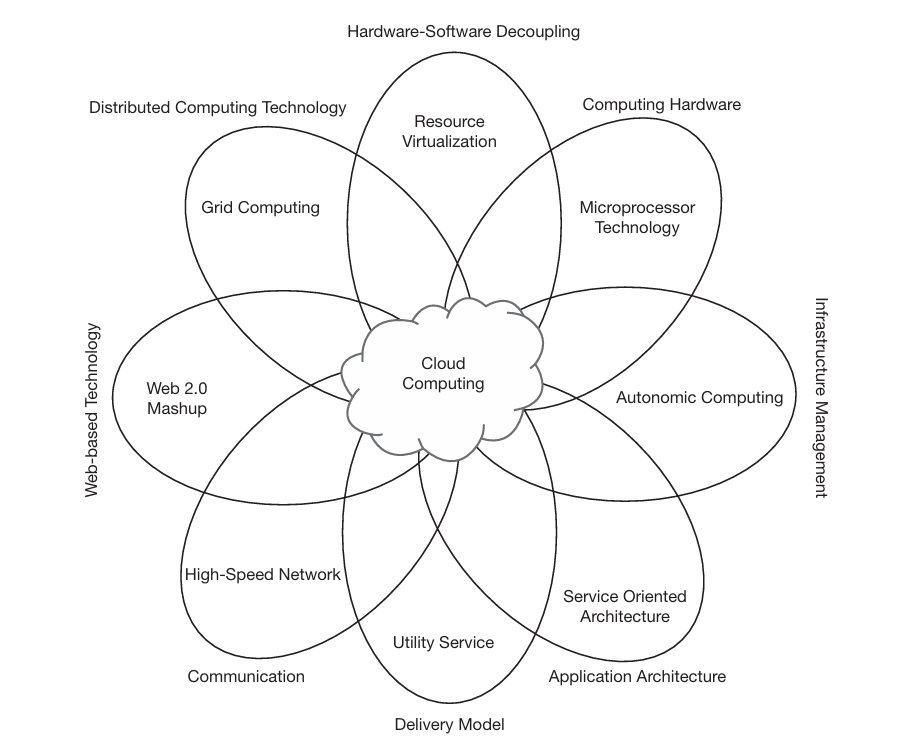 Hardware-Software Decoupling
Distributed Computing Technology
Computing Hardware
Resource
Virtualization
Grid Computing
Microprocessor
Technology
Web-based Technology
Infrastructure Management
Cloud
Computing
Web 2.0
Mashup
Autonomic Computing
High-Speed Network
Service Oriented
Architecture
Utility Service
Communication
Application Architecture
Delivery Model